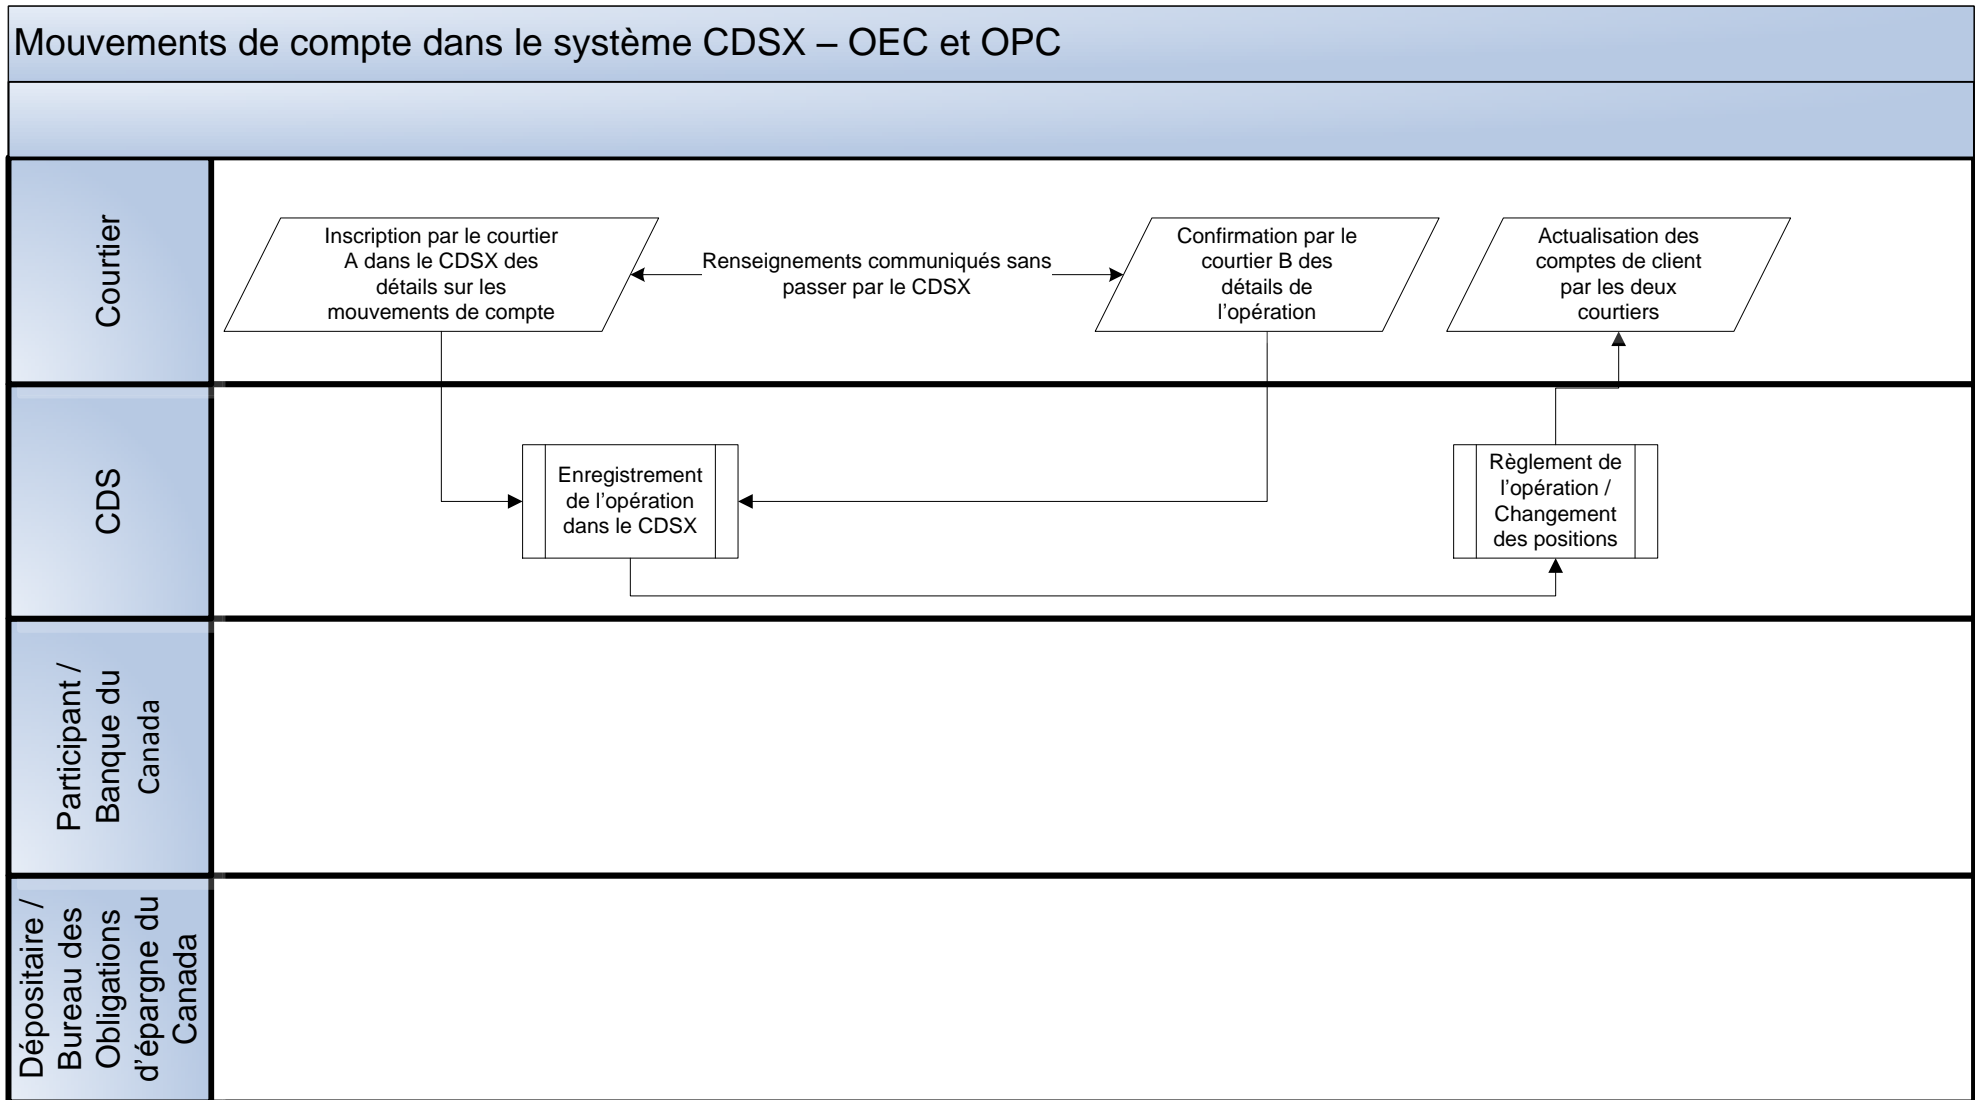 Mouvements de compte dans le système CDSX – OEC et OPC
Courtier
Inscription par le courtier
A dans le CDSX des
détails sur les
mouvements de compte
Renseignements communiqués sans
passer par le CDSX
Confirmation par le
courtier B des
détails de
l’opération
Actualisation des
comptes de client
par les deux
courtiers
CDS
Enregistrement
de l’opération
dans le CDSX
Règlement de
l’opération /
Changement
des positions
Participant /
Banque du
Canada
Dépositaire /
Bureau des
Obligations
d’épargne du
Canada